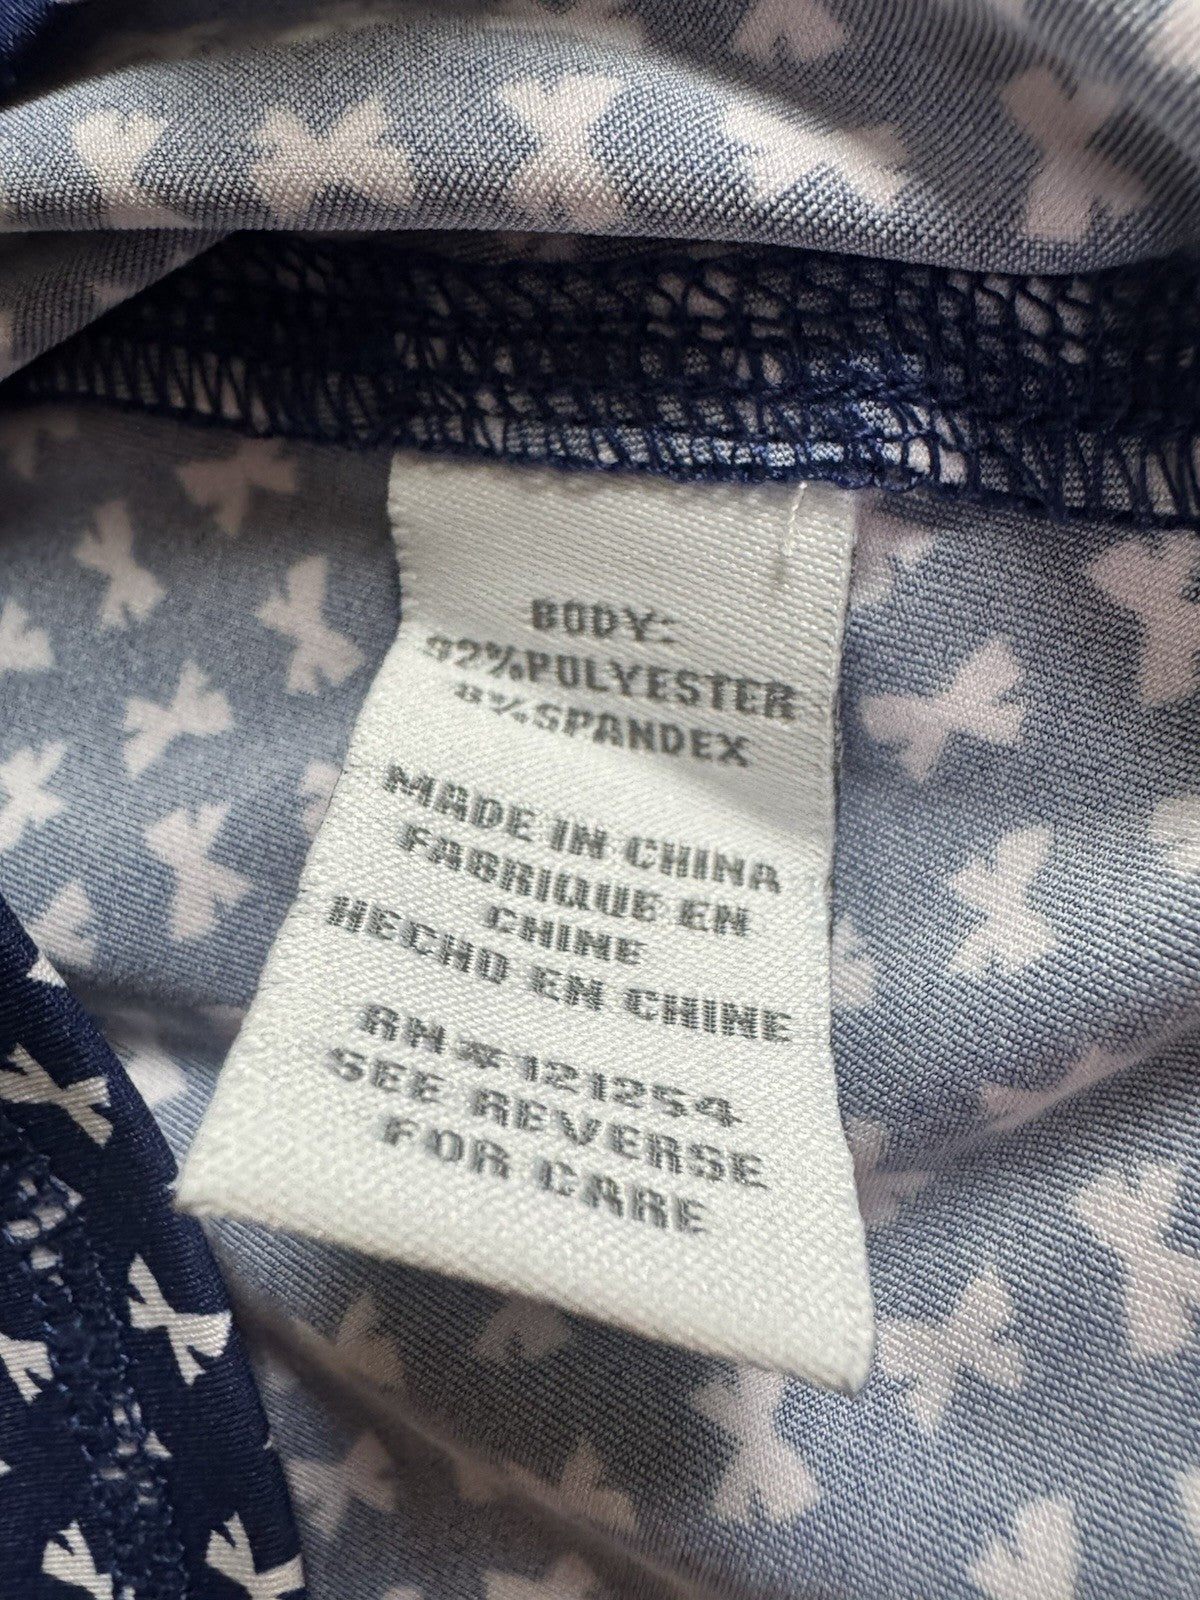 BODY:
92%POLYESTER
8%SPANDEX
MADE IN CHINA
FABRIQUE EN
CHINE
HECHO EN CHINE
RN#121254
SEE REVERSE
FOR CARE